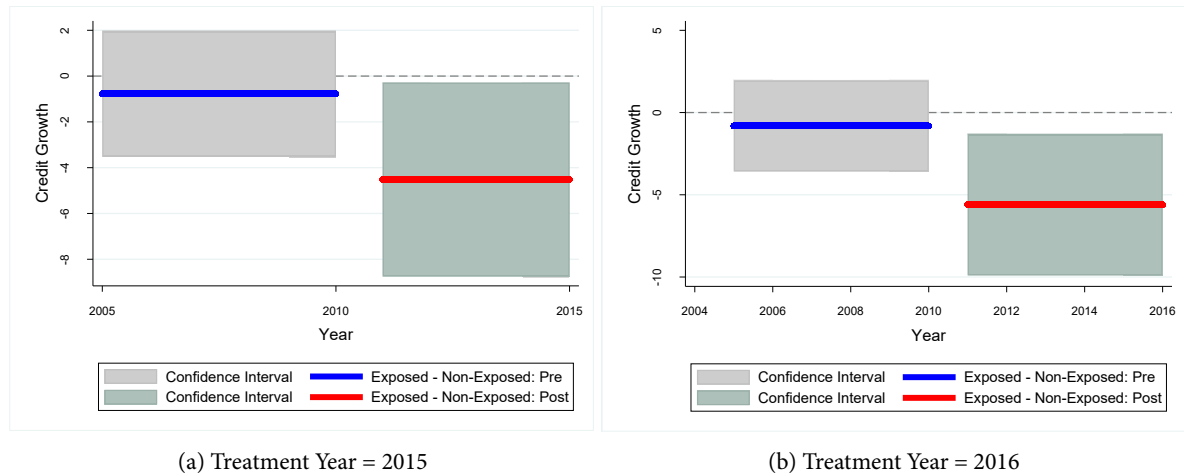 2
0
-2
-4
-6
-8
Credit Growth
2005
2010
2015
Year
Confidence Interval
Exposed - Non-Exposed: Pre
Confidence Interval
Exposed - Non-Exposed: Post
(a) Treatment Year = 2015
5
0
-5
-10
Credit Growth
2004
2006
2008
2010
2012
2014
2016
Year
Confidence Interval
Exposed - Non-Exposed: Pre
Confidence Interval
Exposed - Non-Exposed: Post
(b) Treatment Year = 2016